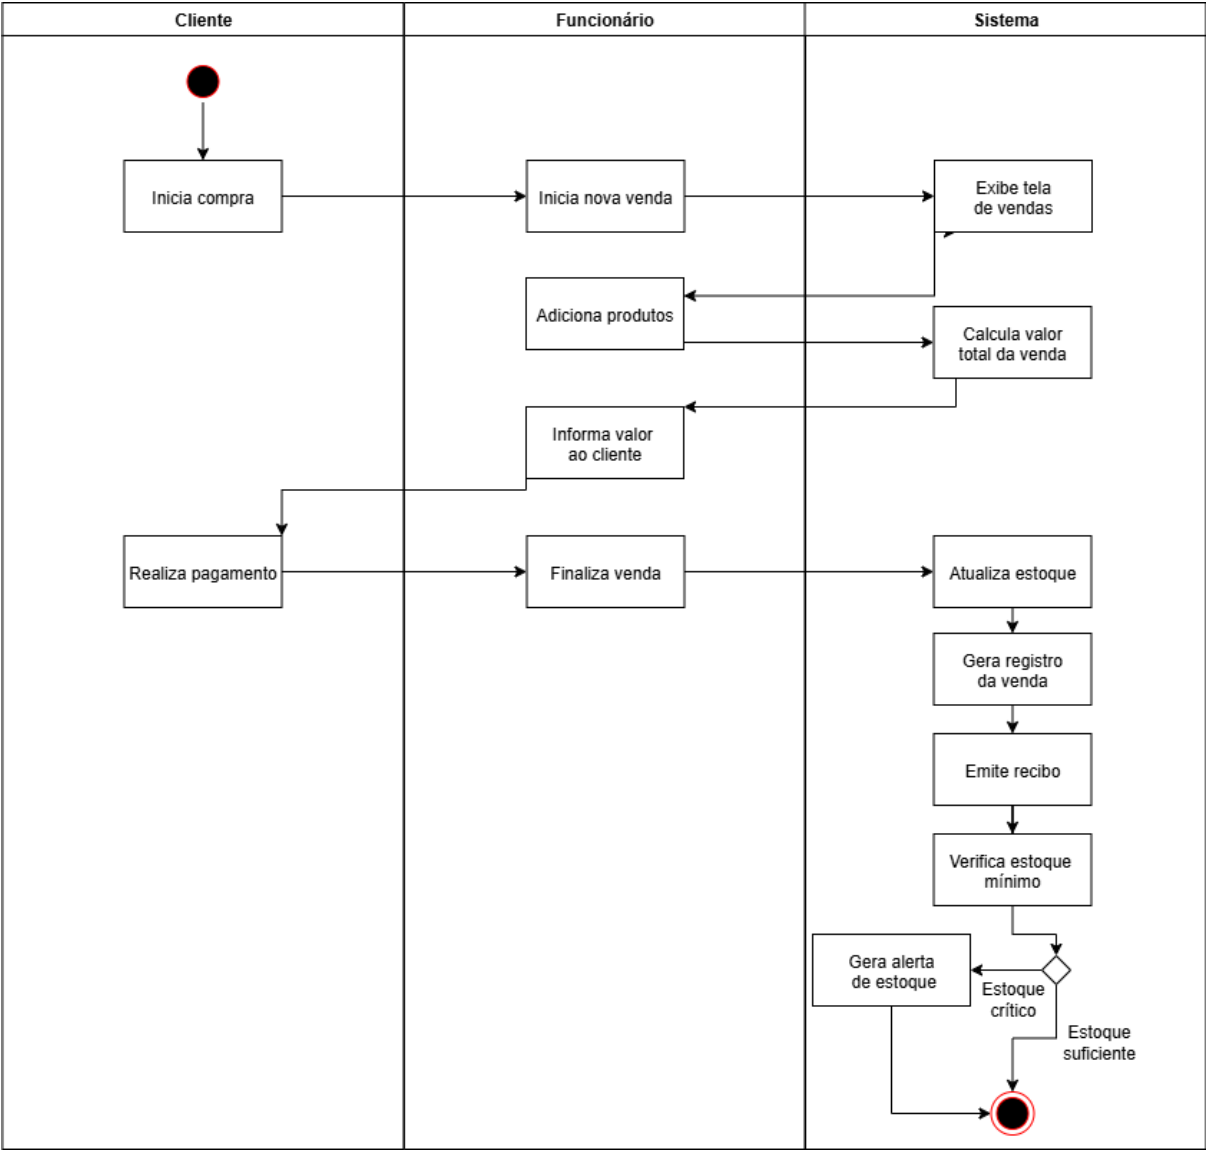 Cliente
Funcionário
Sistema
Inicia compra
Inicia nova venda
Exibe tela
de vendas
Adiciona produtos
Calcula valor
total da venda
Informa valor
ao cliente
Realiza pagamento
Finaliza venda
Atualiza estoque
Gera registro
da venda
Emite recibo
Verifica estoque
mínimo
Gera alerta
de estoque
Estoque
crítico
Estoque
suficiente